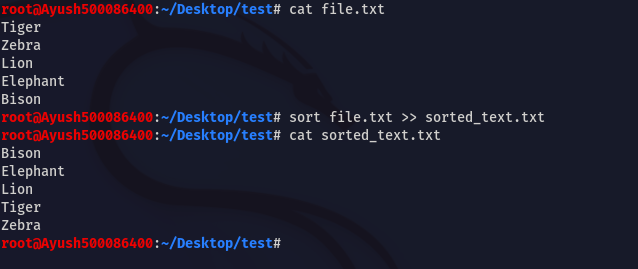 root@Ayush500086400:~/Desktop/test# cat file.txt
Tiger
Zebra
Lion
Elephant
Bison
root@Ayush500086400:~/Desktop/test# sort file.txt >> sorted_text.txt
root@Ayush500086400:~/Desktop/test# cat sorted_text.txt
Bison
Elephant
Lion
Tiger
Zebra
root@Ayush500086400:~/Desktop/test#